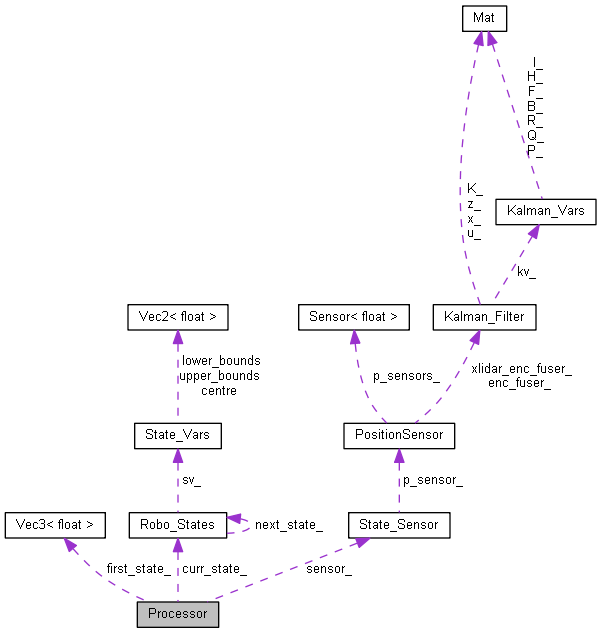 Mat
I_
H_
F_
B_
R_
Q_
P_
K_
z_
x_
u_
Kalman_Vars
kv_
Vec2< float >
Sensor< float >
Kalman_Filter
lower_bounds
upper_bounds
centre
p_sensors_
xlidar_enc_fuser_
enc_fuser_
State_Vars
PositionSensor
sv_
p_sensor_
Vec3< float >
Robo_States
next_state_
State_Sensor
first_state_
curr_state_
sensor_
Processor